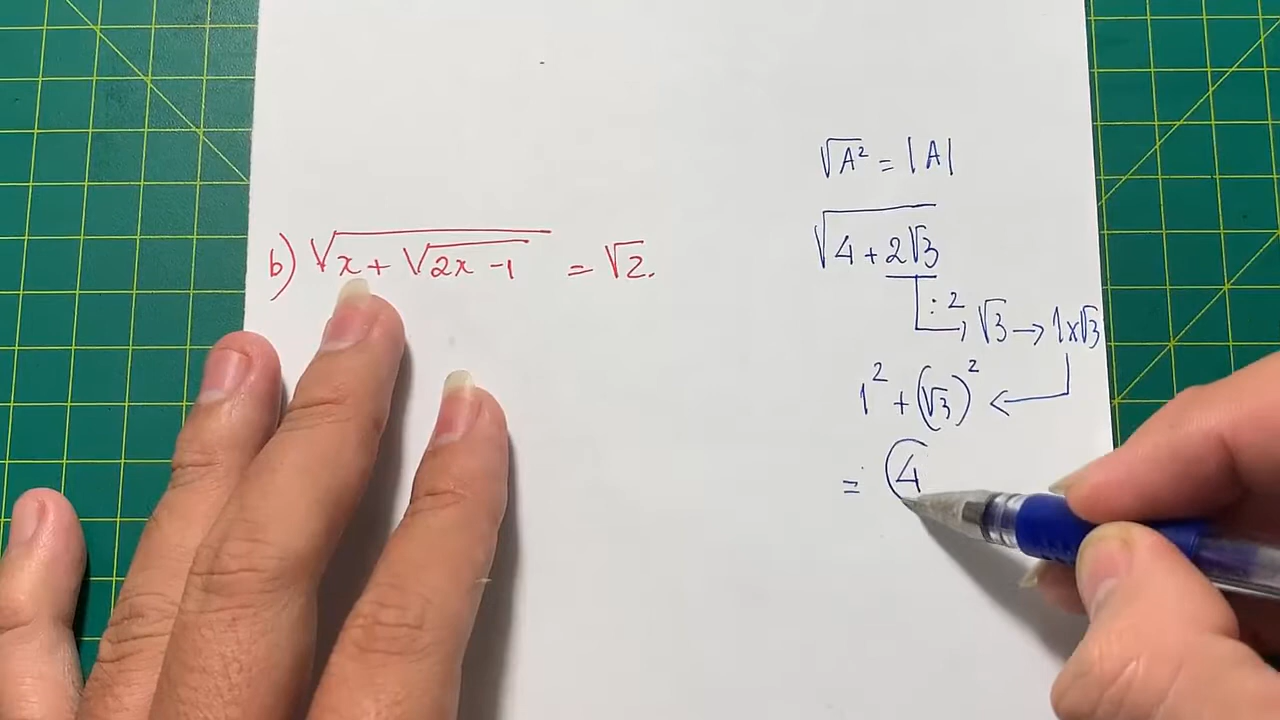 b) √(x + √(2x - 1)) = √2.
√A² = |A|
√(4 + 2√3)
: 2 → √3 → 1x√3
1² + (√3)² ←
= 4